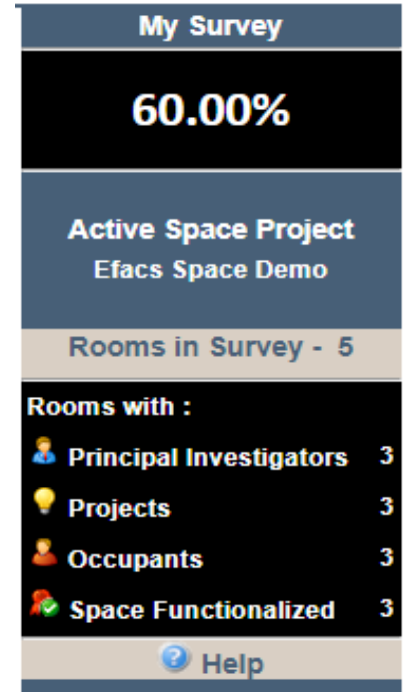 My Survey
60.00%
Active Space Project
Efacs Space Demo
Rooms in Survey - 5
Rooms with :
Principal Investigators 3
Projects 3
Occupants 3
Space Functionalized 3
Help